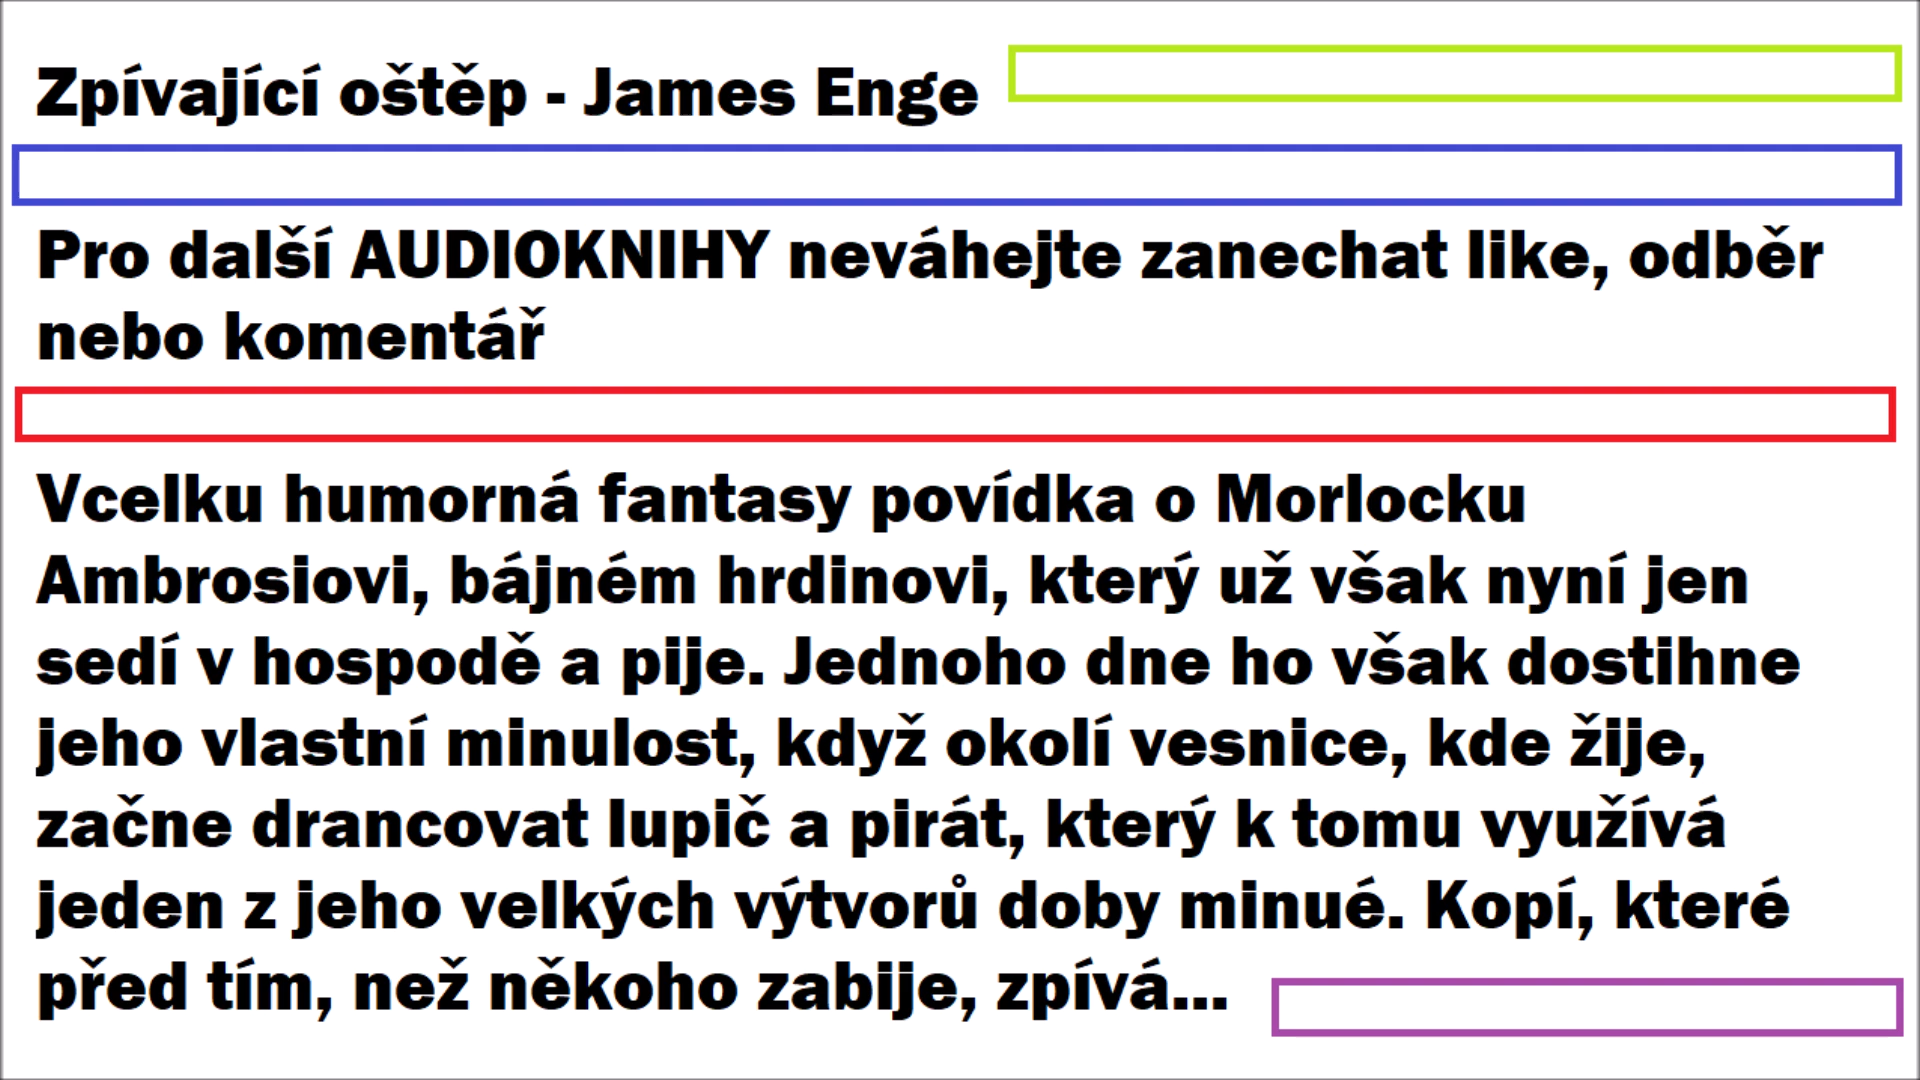 Zpívající oštěp - James Enge
Pro další AUDIOKNIHY neváhejte zanechat like, odběr
nebo komentář
Vcelku humorná fantasy povídka o Morlocku
Ambrosiovi, bájném hrdinovi, který už však nyní jen
sedí v hospodě a pije. Jednoho dne ho však dostihne
jeho vlastní minulost, když okolí vesnice, kde žije,
začne drancovat lupič a pirát, který k tomu využívá
jeden z jeho velkých výtvorů doby minué. Kopí, které
před tím, než někoho zabije, zpívá...